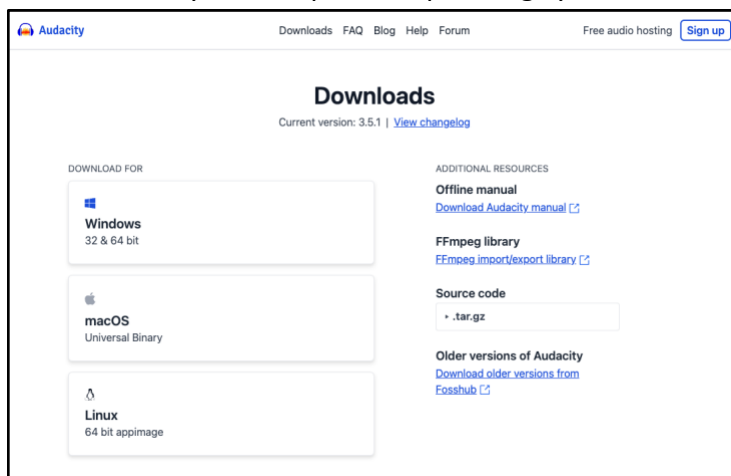 Audacity
Downloads FAQ Blog Help Forum
Free audio hosting Sign up
Downloads
Current version: 3.5.1 | View changelog
DOWNLOAD FOR
Windows
32 & 64 bit
macOS
Universal Binary
Linux
64 bit appimage
ADDITIONAL RESOURCES
Offline manual
Download Audacity manual
FFmpeg library
FFmpeg import/export library
Source code
.tar.gz
Older versions of Audacity
Download older versions from
Fosshub